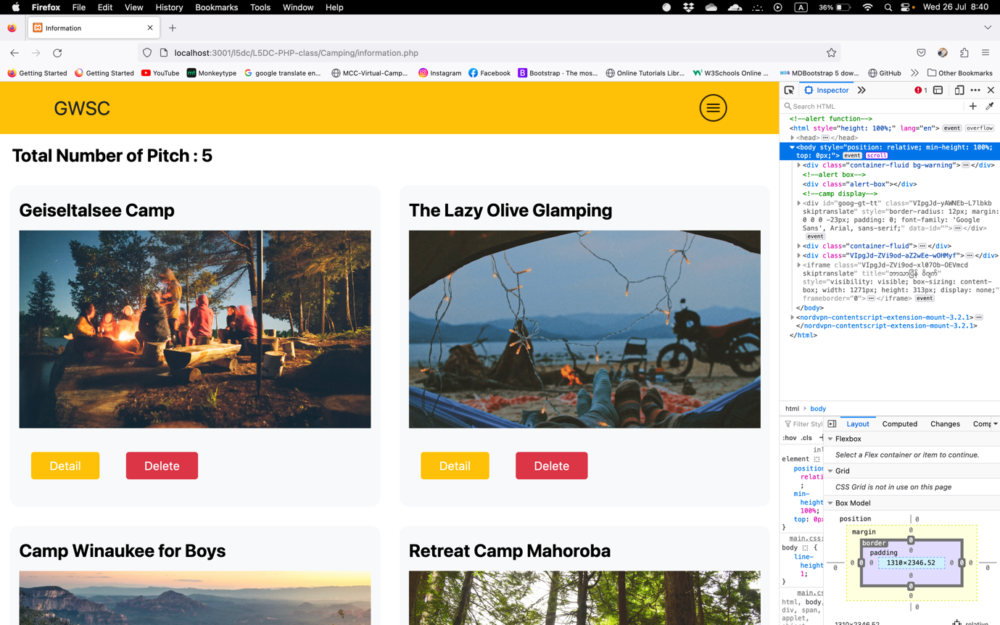 Firefox File Edit View History Bookmarks Tools Window Help A 36% Wed 26 Jul 8:40
Information
localhost:3001/l5dc/L5DC-PHP-class/Camping/information.php
Getting Started Getting Started YouTube Monkeytype google translate en... MCC-Virtual-Camp... Instagram Facebook Bootstrap · The mos... Online Tutorials Libr... W3Schools Online ... MDBootstrap 5 dow... GitHub Other Bookmarks
GWSC
Total Number of Pitch : 5
Geiseltalsee Camp
The Lazy Olive Glamping
Detail Delete
Detail Delete
Camp Winaukee for Boys
Retreat Camp Mahoroba
Inspector 1
Search HTML
<!--alert function-->
<html style="height: 100%;" lang="en"> event overflow
<head> ... </head>
<body style="position: relative; min-height: 100%;
top: 0px;"> event scroll
<div class="container-fluid bg-warning"> ... </div>
<!--alert box-->
<div class="alert-box"></div>
<!--camp display-->
<div id="goog-gt-tt" class="VIpgJd-yAWNEb-L7lbkb
skiptranslate" style="border-radius: 12px; margin:
0 0 0 -23px; padding: 0; font-family: 'Google
Sans', Arial, sans-serif;" data-id=""> ... </div>
event
<div class="container-fluid"> ... </div>
<div class="VIpgJd-ZVi9od-aZ2wEe-wOHMyf"> ... </div>
<iframe class="VIpgJd-ZVi9od-xl07Ob-OEVmcd
skiptranslate" title="ဘာသာပြန် ဝိဂျက်"
style="visibility: visible; box-sizing: content-
box; width: 1271px; height: 313px; display: none;"
frameborder="0"> ... </iframe> event
</body>
<nordvpn-contentscript-extension-mount-3.2.1> ...
</nordvpn-contentscript-extension-mount-3.2.1>
</html>
html > body
Filter Styl
:hov .cls +
element {
position
relati
;
min-
height
100%;
top: 0px
}
main.css:
body {
line-
height
1;
}
main.cs
html, body,
div, span,
applet,
Layout Computed Changes Comp
Flexbox
Select a Flex container or item to continue.
Grid
CSS Grid is not in use on this page
Box Model
position 0
margin 0
border 0
padding 0
0 0 0 0 1310×2346.52 0 0 0 0
0
0
0
0
1310×2346.52 relative